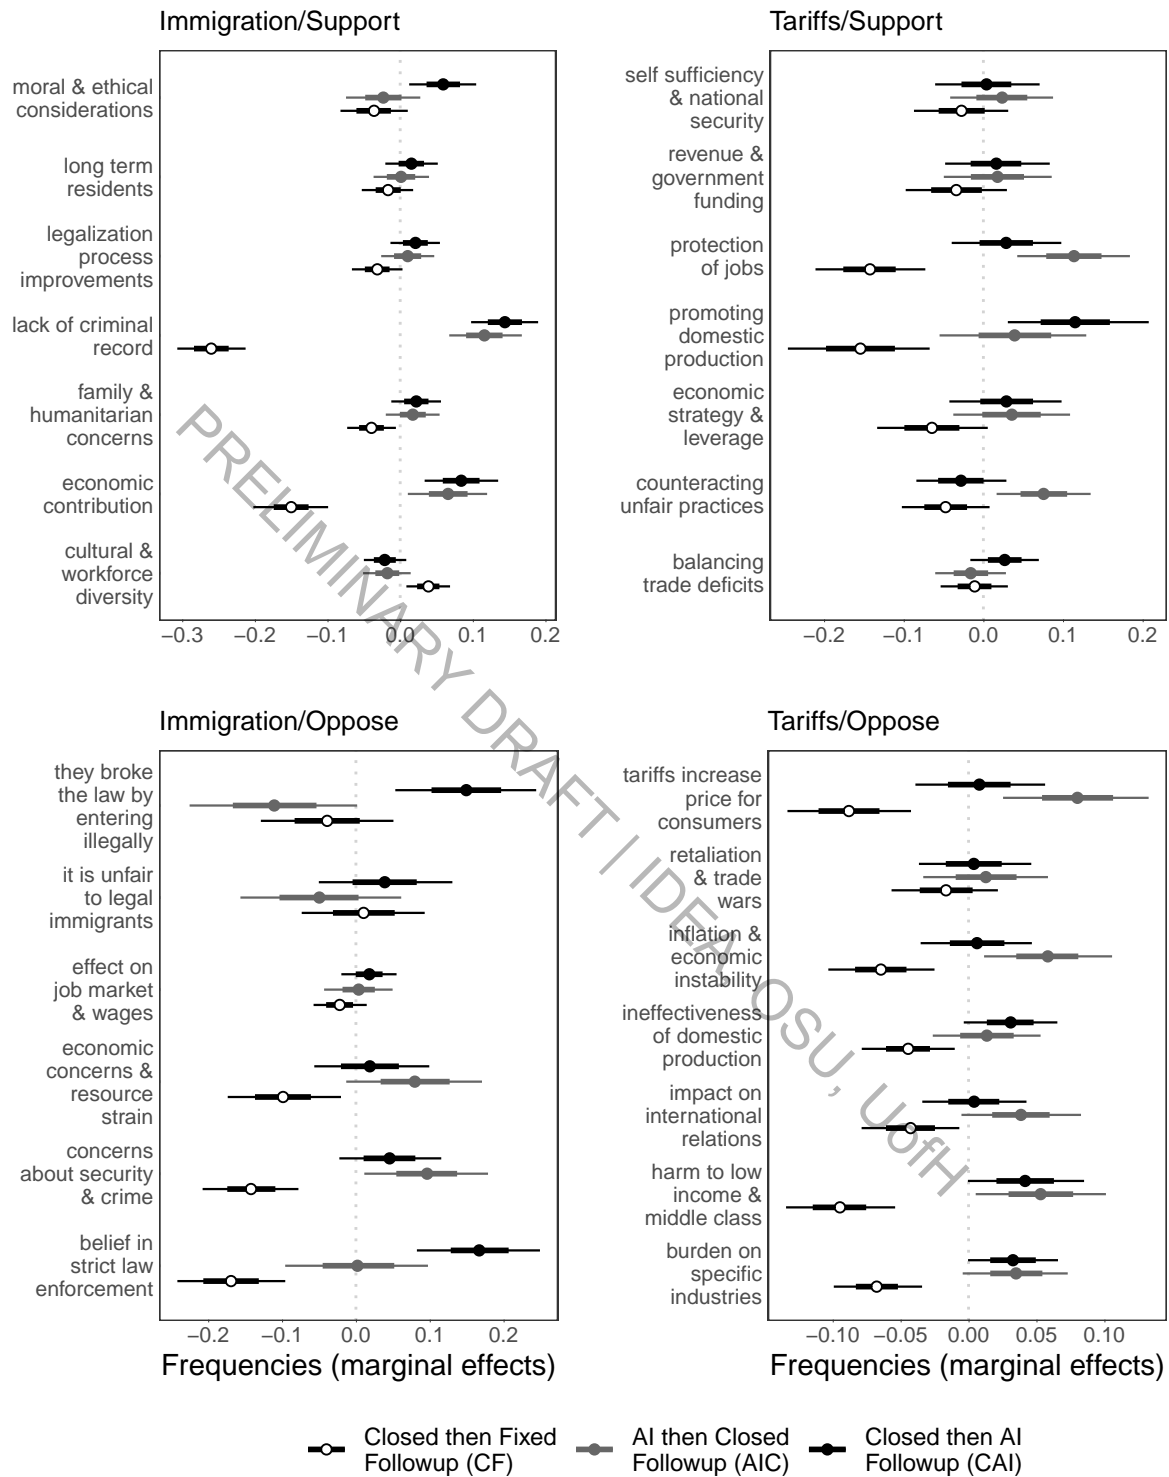 Immigration/Support
moral & ethical
considerations
long term
residents
legalization
process
improvements
lack of criminal
record
family &
humanitarian
concerns
economic
contribution
cultural &
workforce
diversity
−0.3 −0.2 −0.1 0.0 0.1 0.2
Tariffs/Support
self sufficiency
& national
security
revenue &
government
funding
protection
of jobs
promoting
domestic
production
economic
strategy &
leverage
counteracting
unfair practices
balancing
trade deficits
−0.2 −0.1 0.0 0.1 0.2
Immigration/Oppose
they broke
the law by
entering
illegally
it is unfair
to legal
immigrants
effect on
job market
& wages
economic
concerns &
resource
strain
concerns
about security
& crime
belief in
strict law
enforcement
−0.2 −0.1 0.0 0.1 0.2
Frequencies (marginal effects)
Tariffs/Oppose
tariffs increase
price for
consumers
retaliation
& trade
wars
inflation &
economic
instability
ineffectiveness
of domestic
production
impact on
international
relations
harm to low
income &
middle class
burden on
specific
industries
−0.10 −0.05 0.00 0.05 0.10
Frequencies (marginal effects)
Closed then Fixed
Followup (CF)
AI then Closed
Followup (AIC)
Closed then AI
Followup (CAI)
PRELIMINARY DRAFT | IDEA, OSU, UofH